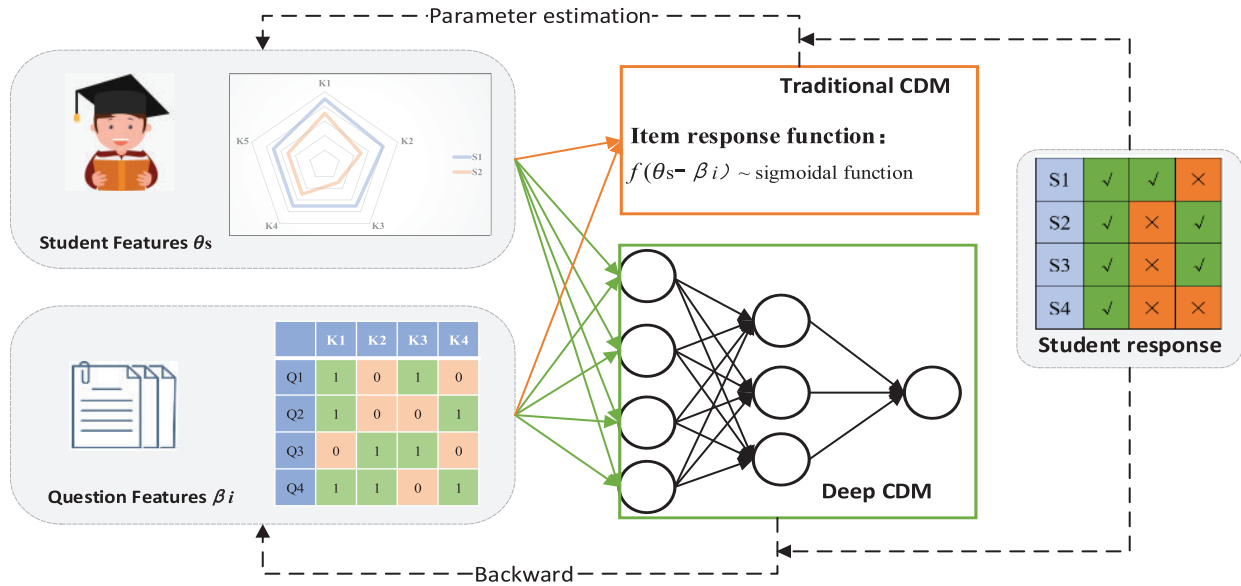 Parameter estimation
K1
K5
K2
S1
S2
K4
K3
Student Features θs
Traditional CDM
Item response function：
f(θs- βi）~ sigmoidal function
S1 √ √ ×
S2 √ × √
S3 √ × √
S4 √ × ×
Student response
K1 K2 K3 K4
Q1 1 0 1 0
Q2 1 0 0 1
Q3 0 1 1 0
Q4 1 1 0 1
Question Features βi
Deep CDM
Backward